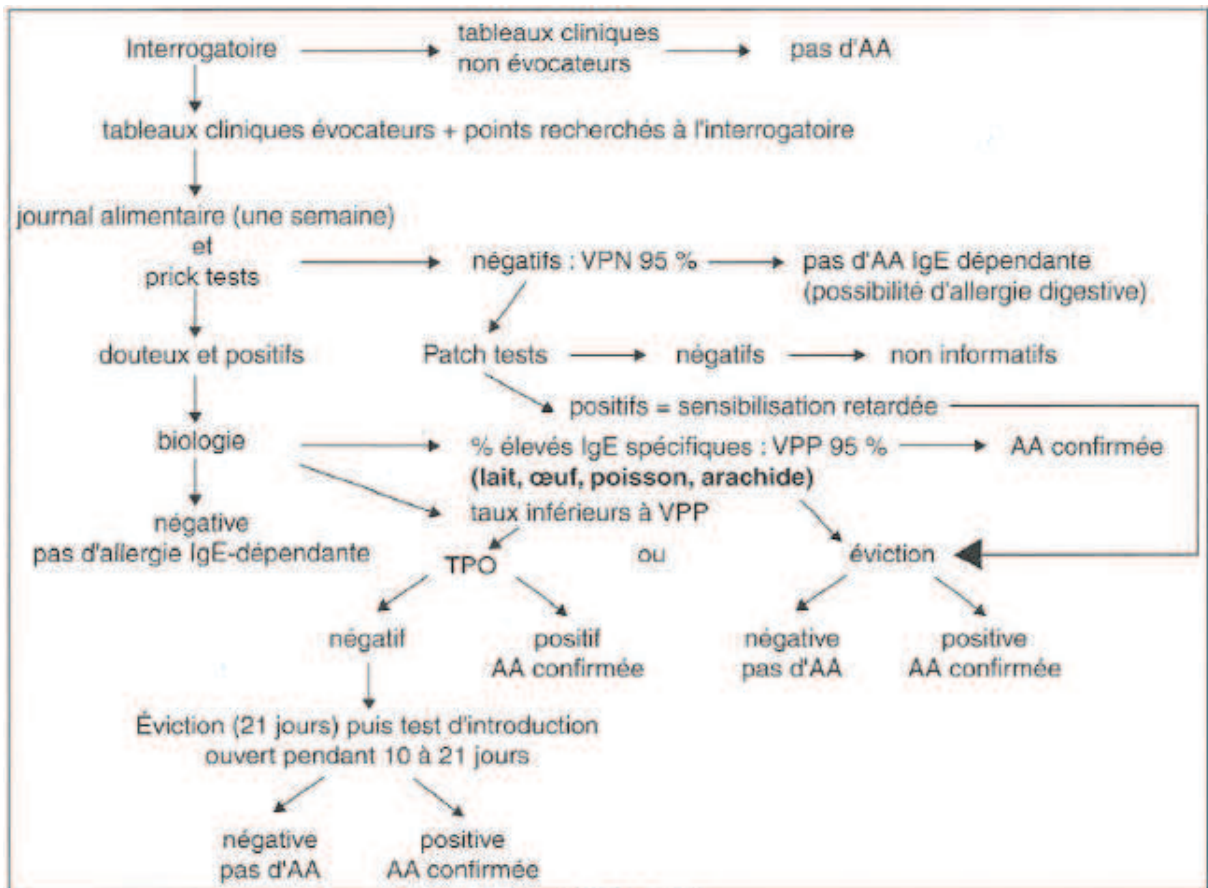 Interrogatoire
tableaux cliniques
non évocateurs
pas d'AA
tableaux cliniques évocateurs + points recherchés à l'interrogatoire
journal alimentaire (une semaine)
et
prick tests
négatifs : VPN 95 %
pas d'AA IgE dépendante
(possibilité d'allergie digestive)
douteux et positifs
Patch tests
négatifs
non informatifs
positifs = sensibilisation retardée
biologie
% élevés IgE spécifiques : VPP 95 %
(lait, œuf, poisson, arachide)
AA confirmée
négative
pas d'allergie IgE-dépendante
taux inférieurs à VPP
TPO
ou
éviction
négatif
positif
AA confirmée
négative
pas d'AA
positive
AA confirmée
Éviction (21 jours) puis test d'introduction
ouvert pendant 10 à 21 jours
négative
pas d'AA
positive
AA confirmée